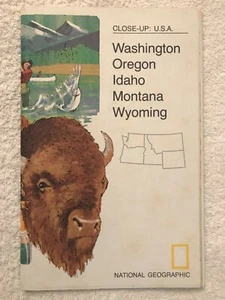 CLOSE-UP: U.S.A.
Washington
Oregon
Idaho
Montana
Wyoming
NATIONAL GEOGRAPHIC